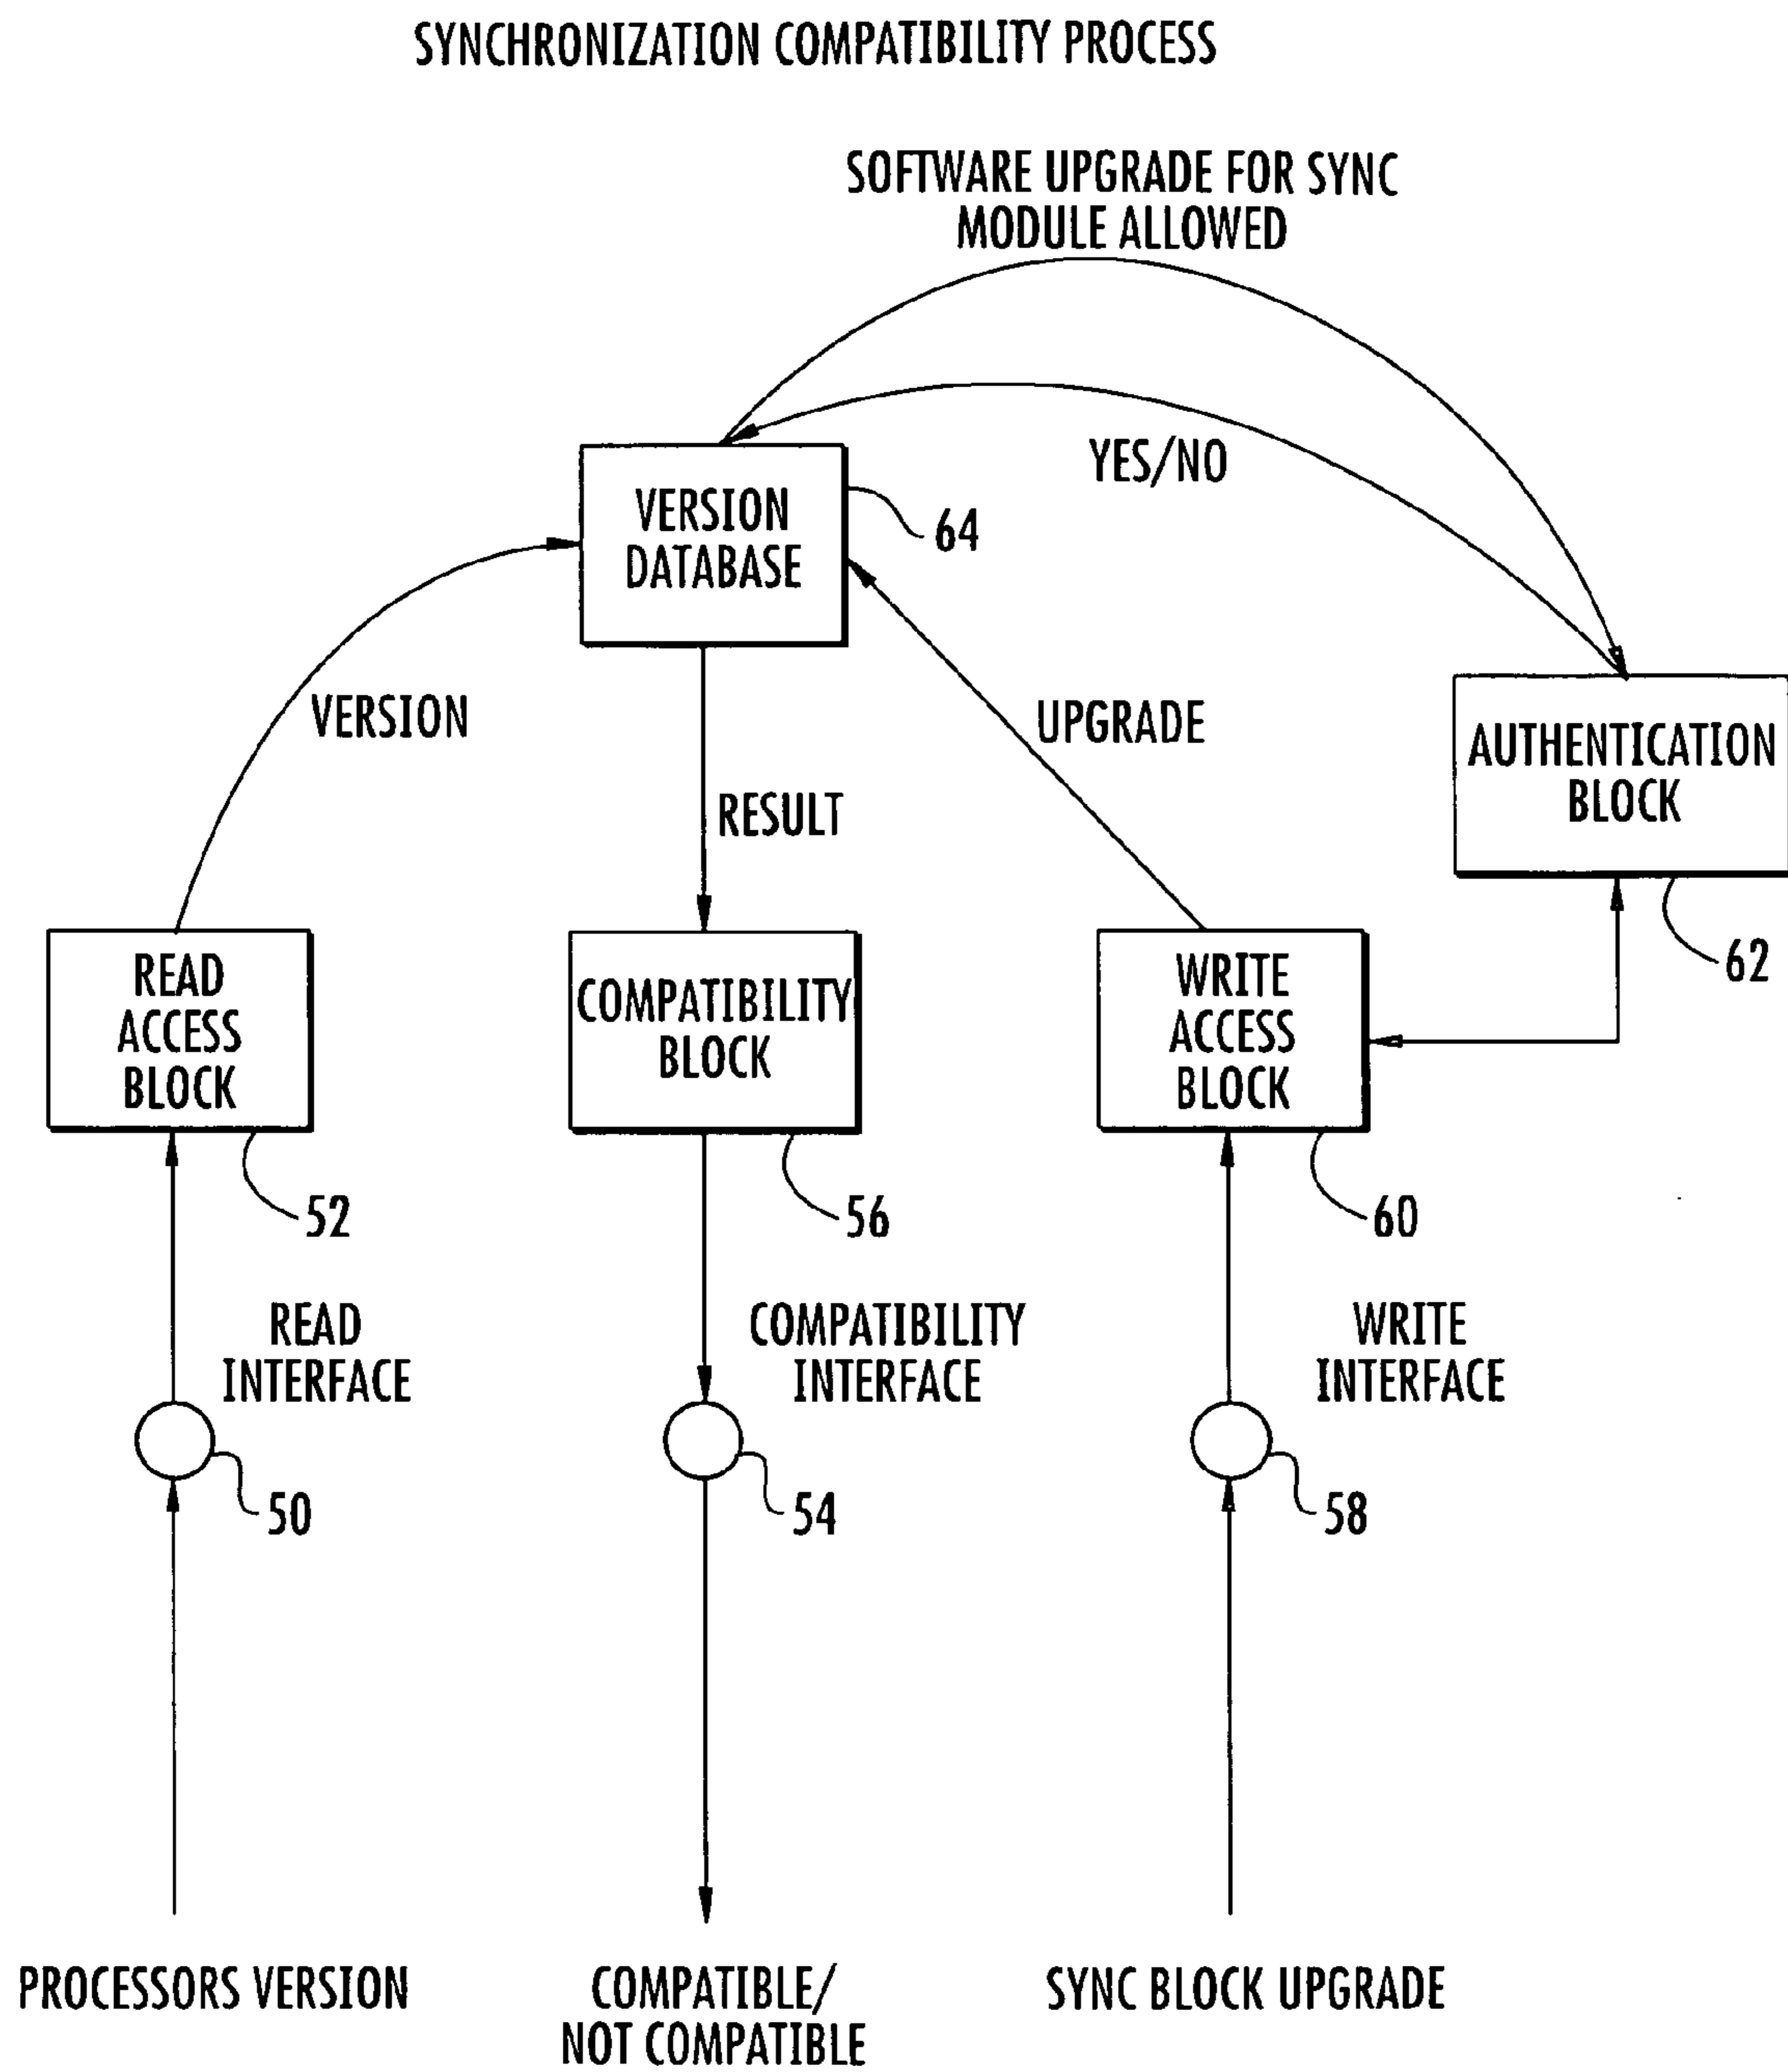 SYNCHRONIZATION COMPATIBILITY PROCESS
SOFTWARE UPGRADE FOR SYNC
MODULE ALLOWED
YES/NO
VERSION
DATABASE
64
VERSION
UPGRADE
AUTHENTICATION
BLOCK
RESULT
62
READ
ACCESS
BLOCK
COMPATIBILITY
BLOCK
WRITE
ACCESS
BLOCK
52
56
60
READ
INTERFACE
COMPATIBILITY
INTERFACE
WRITE
INTERFACE
50
54
58
PROCESSORS VERSION
COMPATIBLE/
NOT COMPATIBLE
SYNC BLOCK UPGRADE